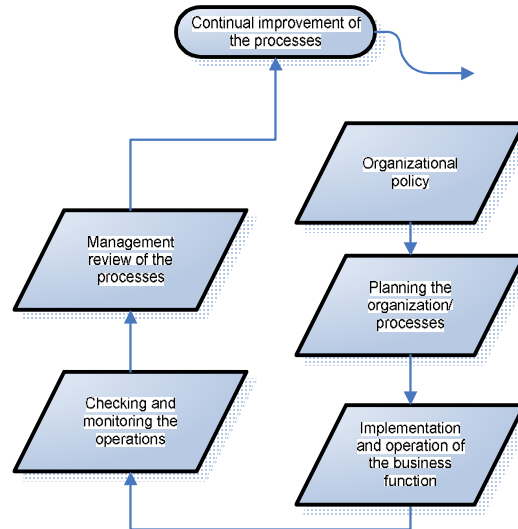 Continual improvement of
the processes
Organizational
policy
Management
review of the
processes
Planning the
organization/
processes
Checking and
monitoring the
operations
Implementation
and operation of
the business
function